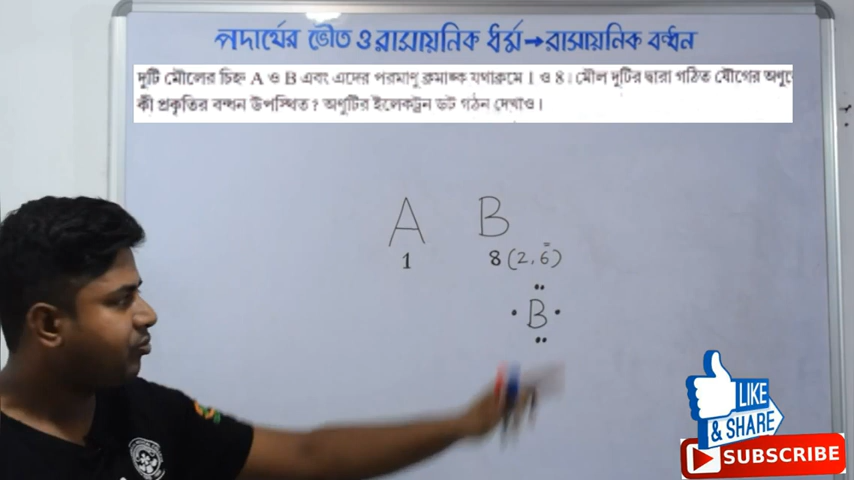 পদার্থের ভৌত ও রাসায়নিক ধর্ম→রাসায়নিক বন্ধন
দুটি মৌলের চিহ্ন A ও B এবং এদের পরমাণু ক্রমাঙ্ক যথাক্রমে 1 ও 8। মৌল দুটির দ্বারা গঠিত যৌগের
কী প্রকৃতির বন্ধন উপস্থিত? অণুটির ইলেকট্রন ডট গঠন দেখাও।
A B
1 8 (2, 6)
B
LIKE
& SHARE
SUBSCRIBE